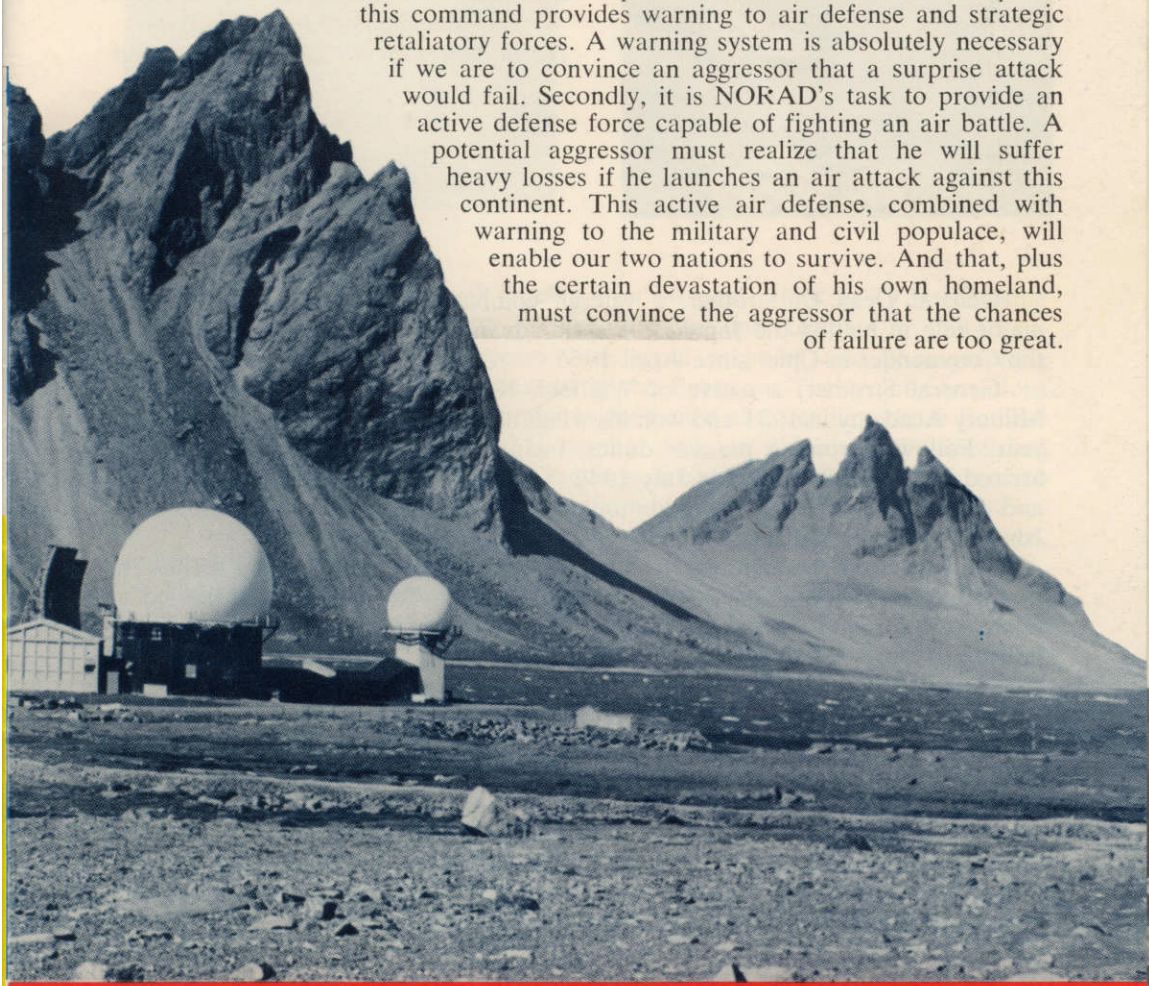 this command provides warning to air defense and strategic
retaliatory forces. A warning system is absolutely necessary
if we are to convince an aggressor that a surprise attack
would fail. Secondly, it is NORAD's task to provide an
active defense force capable of fighting an air battle. A
potential aggressor must realize that he will suffer
heavy losses if he launches an air attack against this
continent. This active air defense, combined with
warning to the military and civil populace, will
enable our two nations to survive. And that, plus
the certain devastation of his own homeland,
must convince the aggressor that the chances
of failure are too great.